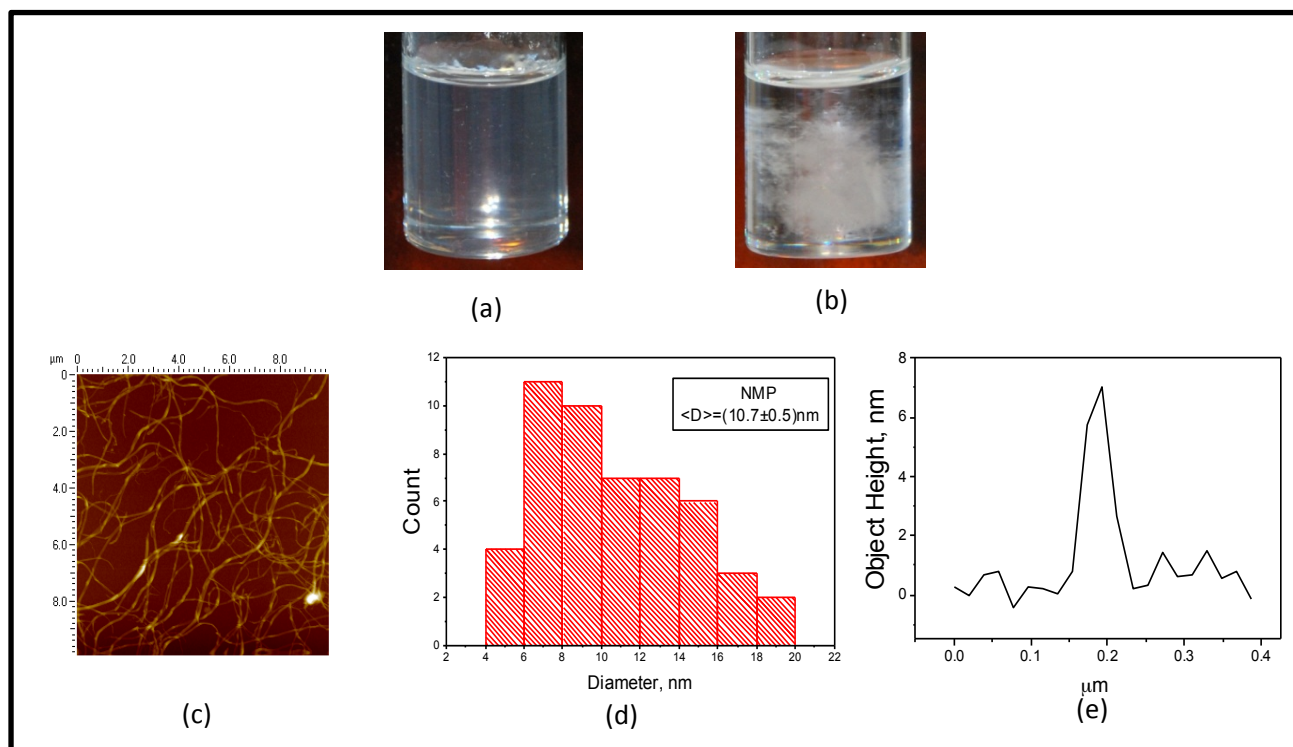 (a)
(b)
μm 0 2.0 4.0 6.0 8.0
0
2.0
4.0
6.0
8.0
(c)
12
10
8
6
4
2
0
Count
NMP
<D>=(10.7±0.5)nm
2 4 6 8 10 12 14 16 18 20 22
Diameter, nm
(d)
8
6
4
2
0
Object Height, nm
0.0 0.1 0.2 0.3 0.4
μm
(e)